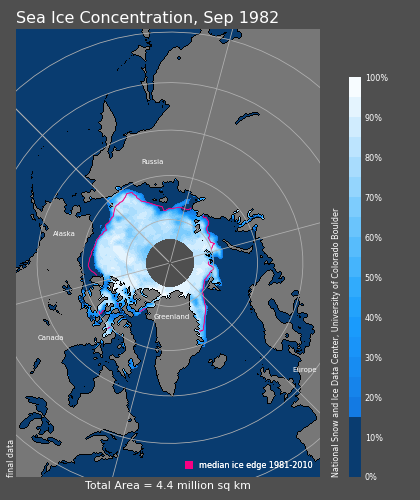 Sea Ice Concentration, Sep 1982
Russia
Alaska
Greenland
Canada
Europe
100%
90%
80%
70%
60%
50%
40%
30%
20%
10%
0%
National Snow and Ice Data Center, University of Colorado Boulder
final data
median ice edge 1981-2010
Total Area = 4.4 million sq km